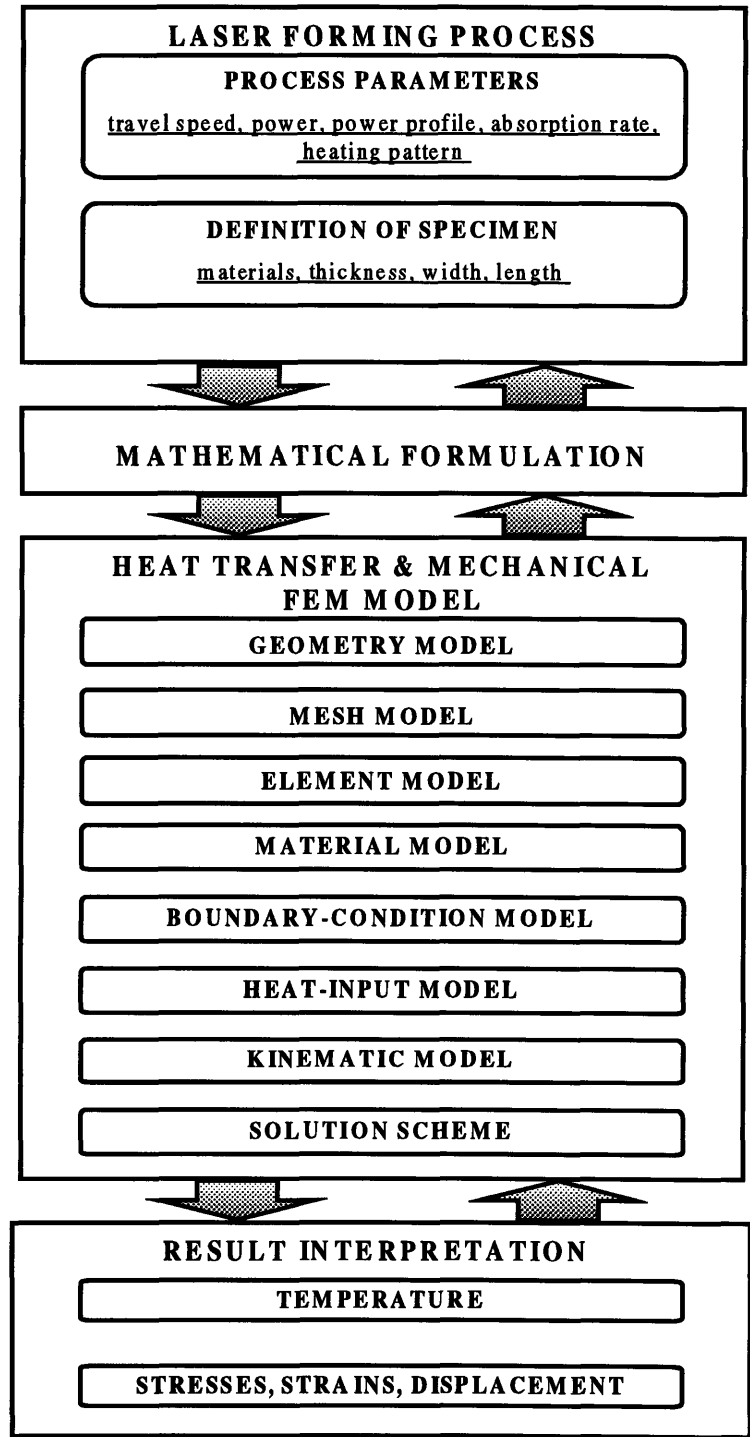 LASER FORMING PROCESS
PROCESS PARAMETERS
travel speed, power, power profile, absorption rate,
heating pattern
DEFINITION OF SPECIMEN
materials, thickness, width, length
MATHEMATICAL FORMULATION
HEAT TRANSFER & MECHANICAL
FEM MODEL
GEOMETRY MODEL
MESH MODEL
ELEMENT MODEL
MATERIAL MODEL
BOUNDARY-CONDITION MODEL
HEAT-INPUT MODEL
KINEMATIC MODEL
SOLUTION SCHEME
RESULT INTERPRETATION
TEMPERATURE
STRESSES, STRAINS, DISPLACEMENT